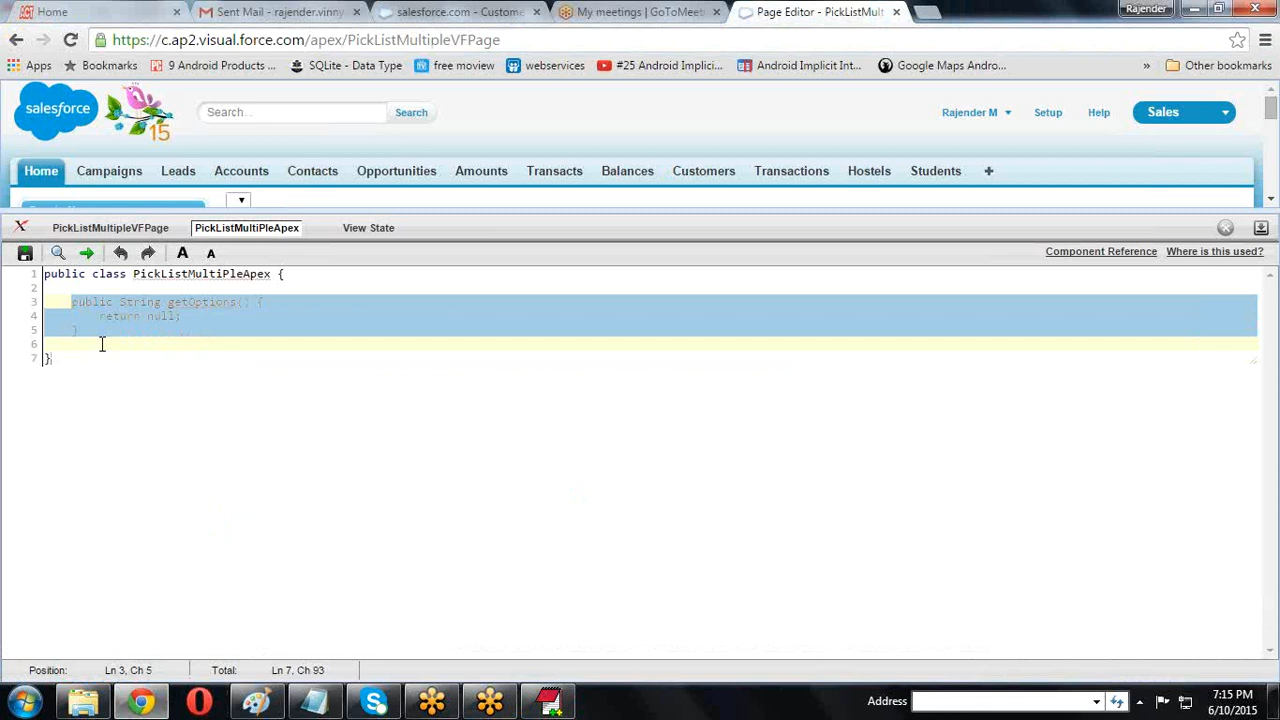 Home
Sent Mail - rajender.vinny
salesforce.com - Custome
My meetings | GoToMeet
Page Editor - PickListMult
Rajender
https://c.ap2.visual.force.com/apex/PickListMultipleVFPage
Apps
Bookmarks
9 Android Products ...
SQLite - Data Type
free moview
webservices
#25 Android Implici...
Android Implicit Int...
Google Maps Andro...
»
Other bookmarks
salesforce
15
Search...
Search
Rajender M
Setup
Help
Sales
Home
Campaigns
Leads
Accounts
Contacts
Opportunities
Amounts
Transacts
Balances
Customers
Transactions
Hostels
Students
PickListMultipleVFPage
PickListMultiPleApex
View State
A
A
Component Reference
Where is this used?
1 public class PickListMultiPleApex {
2
3 public String getOptions() {
4 return null;
5 }
6
7 }
Position:
Ln 3, Ch 5
Total:
Ln 7, Ch 93
Address
7:15 PM
6/10/2015